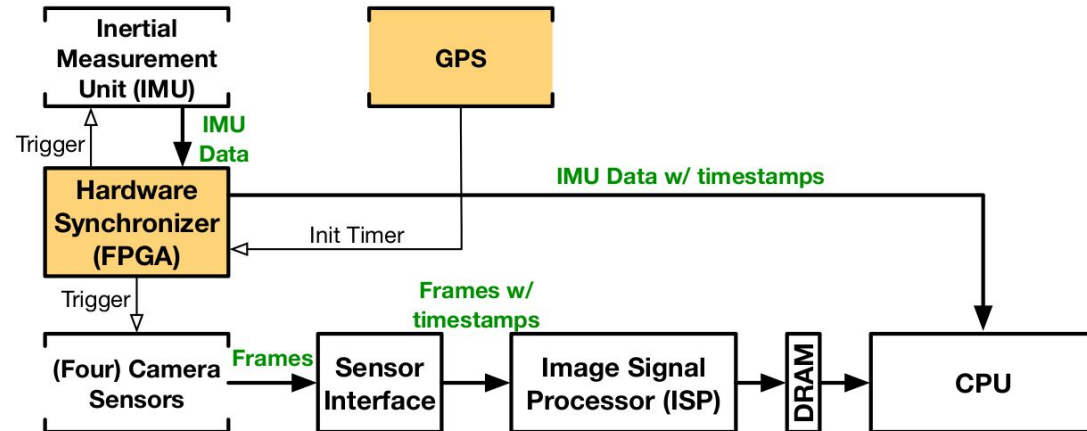 Inertial
Measurement
Unit (IMU)
GPS
Trigger
IMU
Data
Hardware
Synchronizer
(FPGA)
IMU Data w/ timestamps
Init Timer
Trigger
Frames w/
timestamps
(Four) Camera
Sensors
Frames
Sensor
Interface
Image Signal
Processor (ISP)
DRAM
CPU